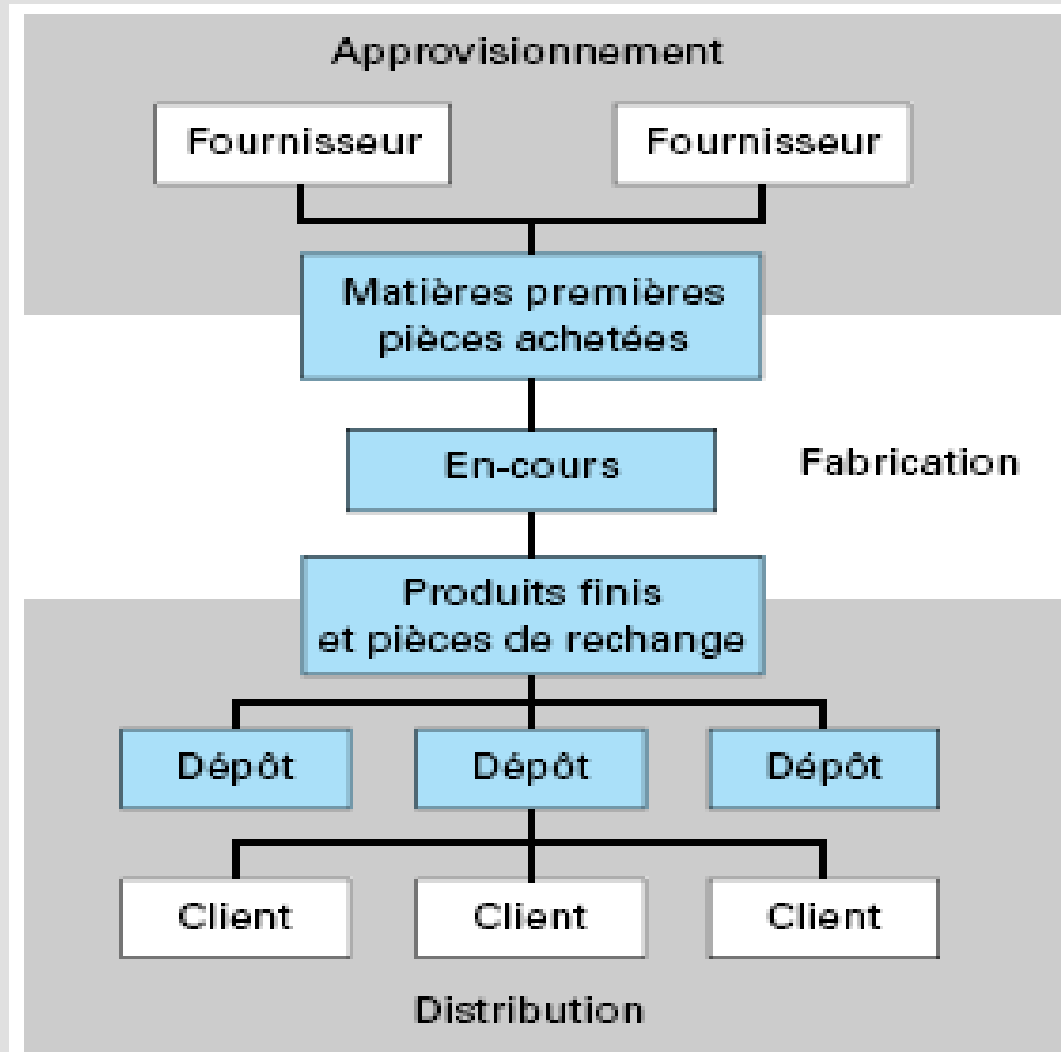 Approvisionnement
Fournisseur
Fournisseur
Matières premières
pièces achetées
En-cours
Fabrication
Produits finis
et pièces de rechange
Dépôt
Dépôt
Dépôt
Client
Client
Client
Distribution